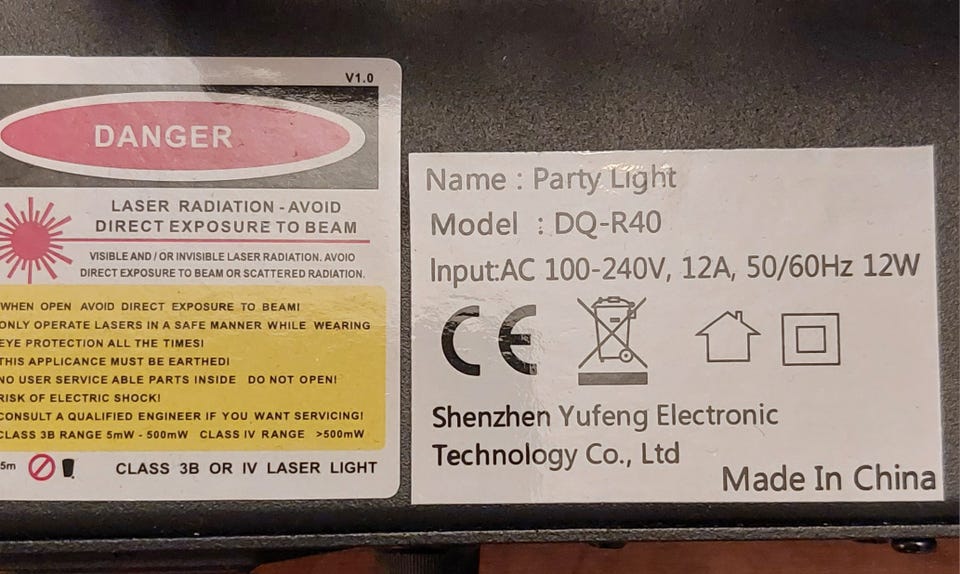 V1.0
DANGER
LASER RADIATION - AVOID
DIRECT EXPOSURE TO BEAM
VISIBLE AND / OR INVISIBLE LASER RADIATION. AVOIO
DIRECT EXPOSURE TO BEAM OR SCATTERED RADIATION.
WHEN OPEN AVOID DIRECT EXPOSURE TO BEAM!
ONLY OPERATE LASERS IN A SAFE MANNER WHILE WEARING
EYE PROTECTION ALL THE TIMES!
THIS APPLICANCE MUST BE EARTHED!
NO USER SERVICE ABLE PARTS INSIDE DO NOT OPEN!
RISK OF ELECTRIC SHOCK!
CONSULT A QUALIFIED ENGINEER IF YOU WANT SERVICING!
CLASS 3B RANGE 5mW - 500mW CLASS IV RANGE >500mW
5m CLASS 3B OR IV LASER LIGHT
Name : Party Light
Model : DQ-R40
Input:AC 100-240V, 12A, 50/60Hz 12W
CE
Shenzhen Yufeng Electronic
Technology Co., Ltd
Made In China